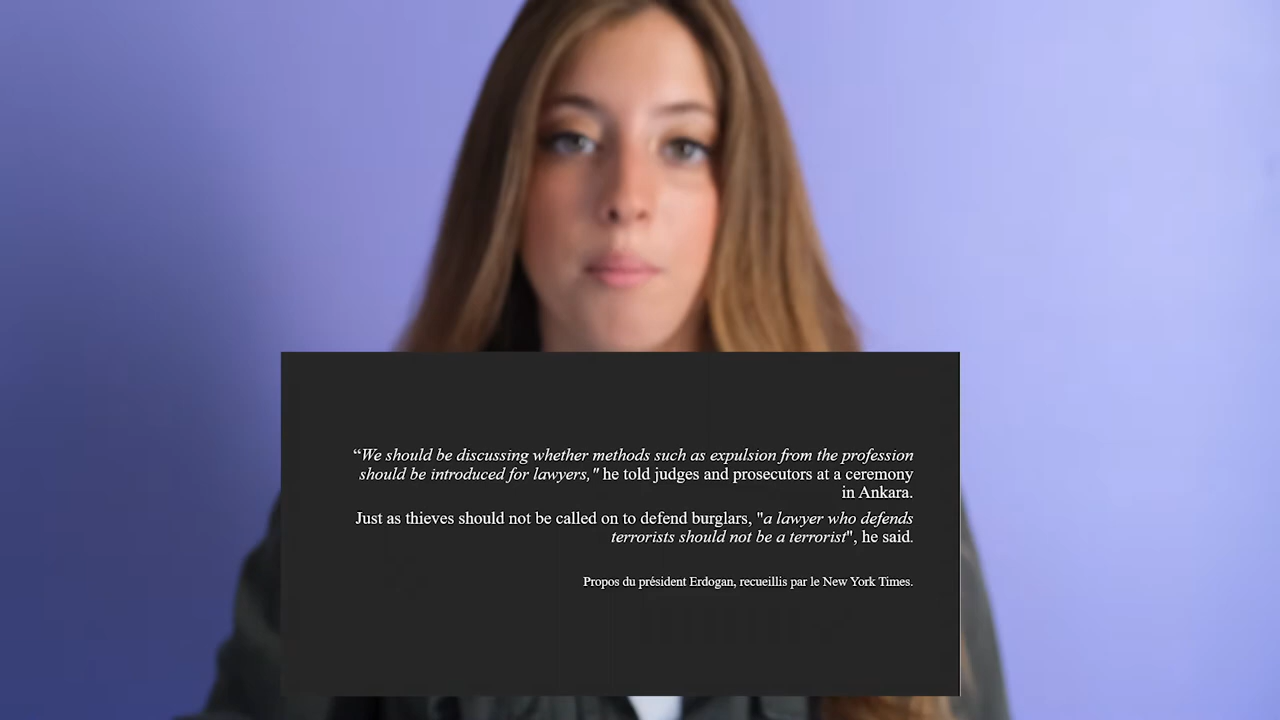 “We should be discussing whether methods such as expulsion from the profession
should be introduced for lawyers," he told judges and prosecutors at a ceremony
in Ankara.
Just as thieves should not be called on to defend burglars, "a lawyer who defends
terrorists should not be a terrorist", he said.
Propos du président Erdogan, recueillis par le New York Times.